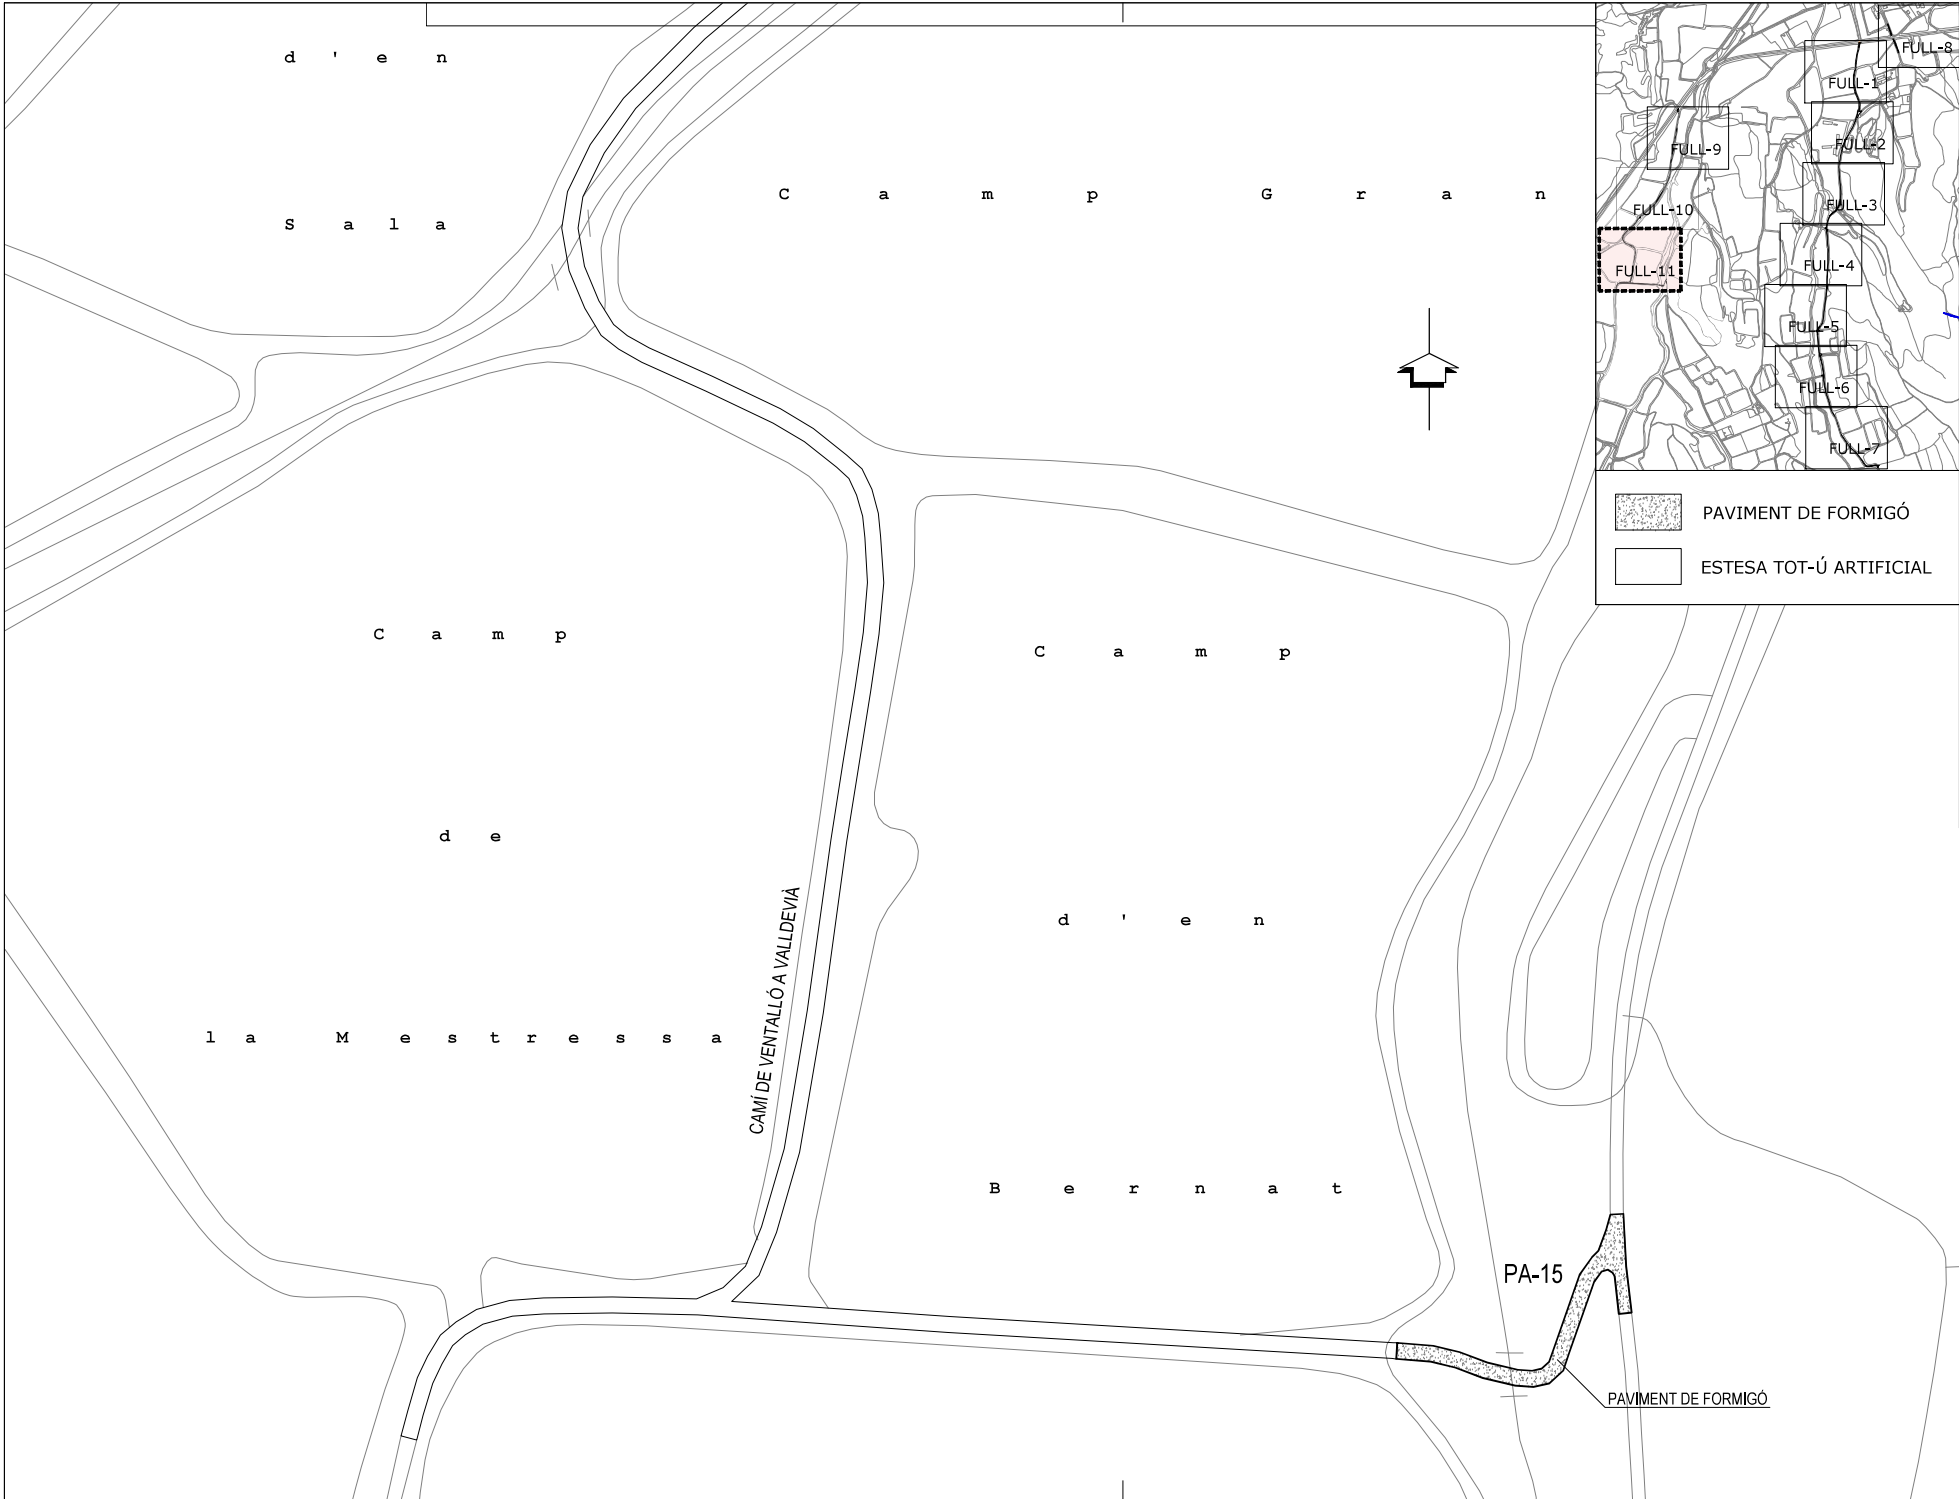 d ' e n
S a l a
C a m p G r a n
FULL-8
FULL-1
FULL-2
FULL-9
FULL-3
FULL-10
FULL-4
FULL-11
FULL-5
FULL-6
FULL-7
PAVIMENT DE FORMIGÓ
ESTESA TOT-Ú ARTIFICIAL
C a m p
d e
l a M e s t r e s s a
CAMÍ DE VENTALLÓ A VALLDEVIÀ
C a m p
d ' e n
B e r n a t
PA-15
PAVIMENT DE FORMIGÓ